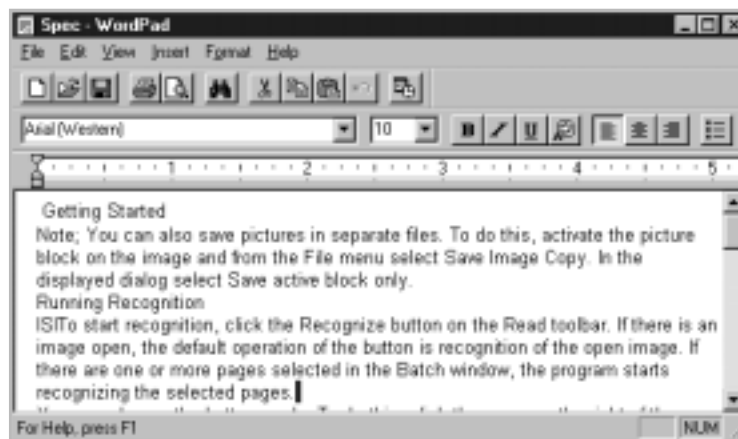 Spec - WordPad
File Edit View Insert Format Help
Arial (Western) 10 B / U
1 2 3 4 5
Getting Started
Note; You can also save pictures in separate files. To do this, activate the picture
block on the image and from the File menu select Save Image Copy. In the
displayed dialog select Save active block only.
Running Recognition
ISITo start recognition, click the Recognize button on the Read toolbar. If there is an
image open, the default operation of the button is recognition of the open image. If
there are one or more pages selected in the Batch window, the program starts
recognizing the selected pages.
For Help, press F1 NUM